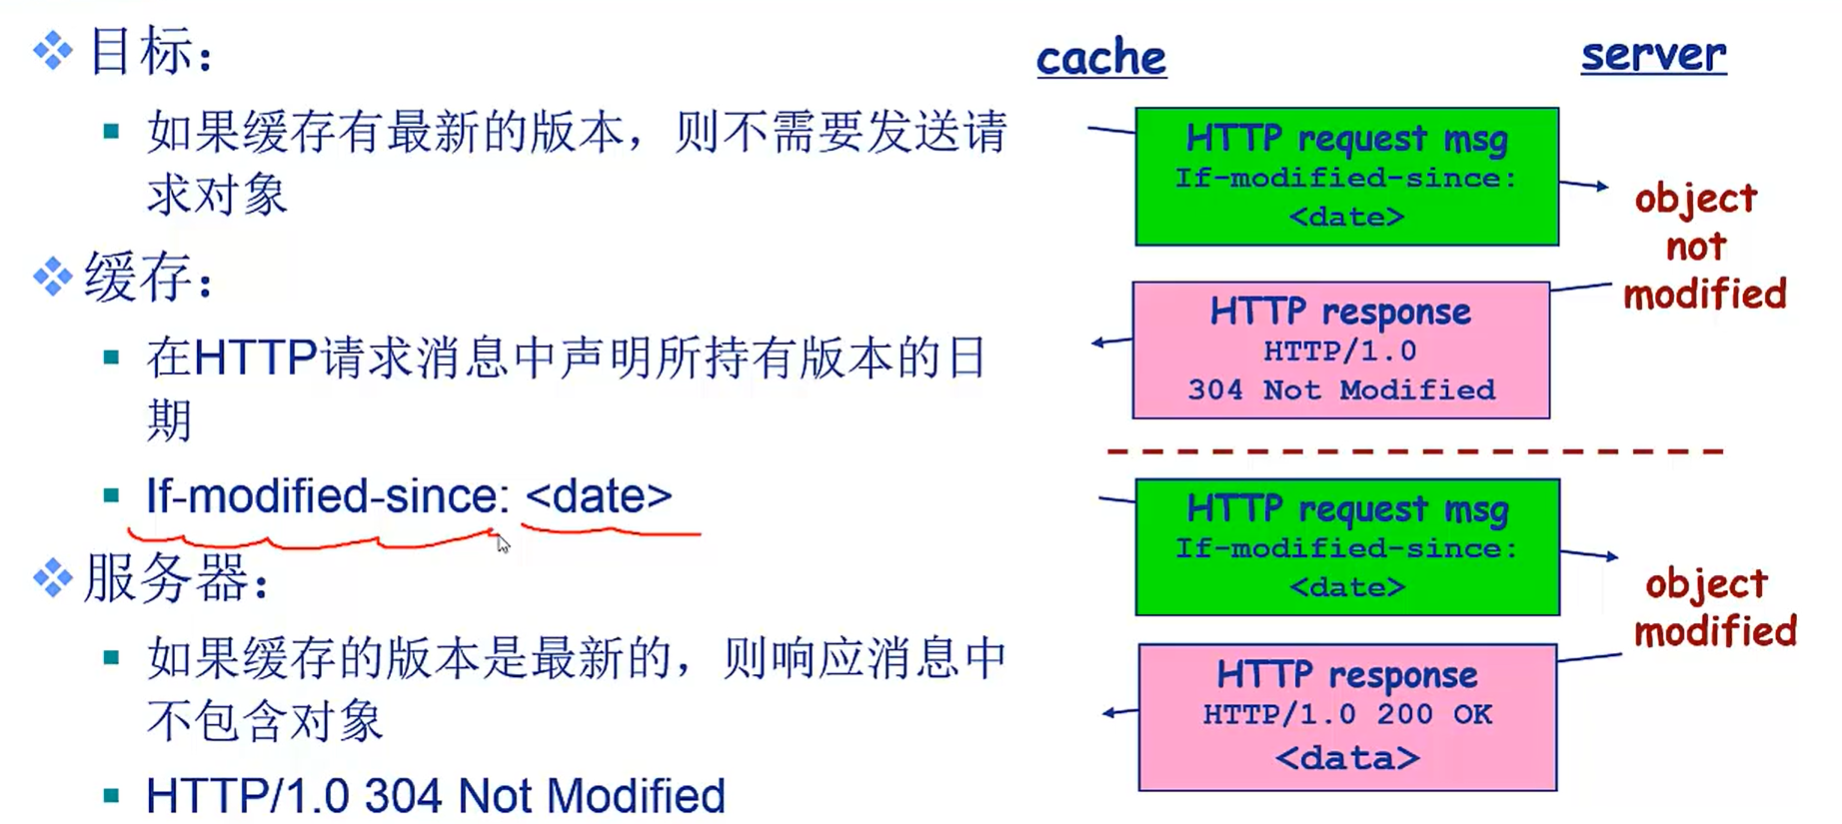 目标：
如果缓存有最新的版本，则不需要发送请
求对象
缓存：
在HTTP请求消息中声明所持有版本的日
期
If-modified-since: <date>
服务器：
如果缓存的版本是最新的，则响应消息中
不包含对象
HTTP/1.0 304 Not Modified
cache
server
HTTP request msg
If-modified-since:
<date>
object
not
modified
HTTP response
HTTP/1.0
304 Not Modified
HTTP request msg
If-modified-since:
<date>
object
modified
HTTP response
HTTP/1.0 200 OK
<data>